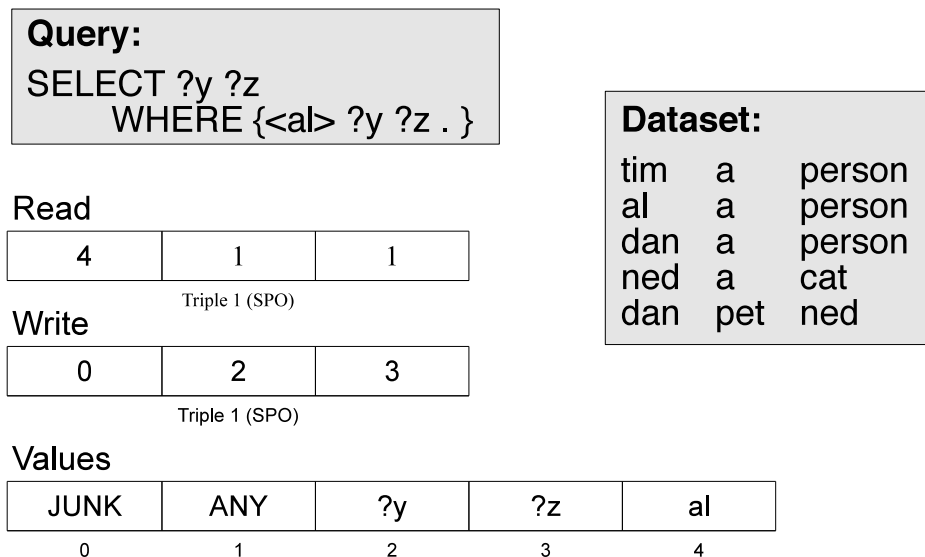 Query:
SELECT ?y ?z
WHERE {<al> ?y ?z . }
Dataset:
tim a person
al a person
dan a person
ned a cat
dan pet ned
Read
4 1 1
Triple 1 (SPO)
Write
0 2 3
Triple 1 (SPO)
Values
JUNK ANY ?y ?z al
0 1 2 3 4